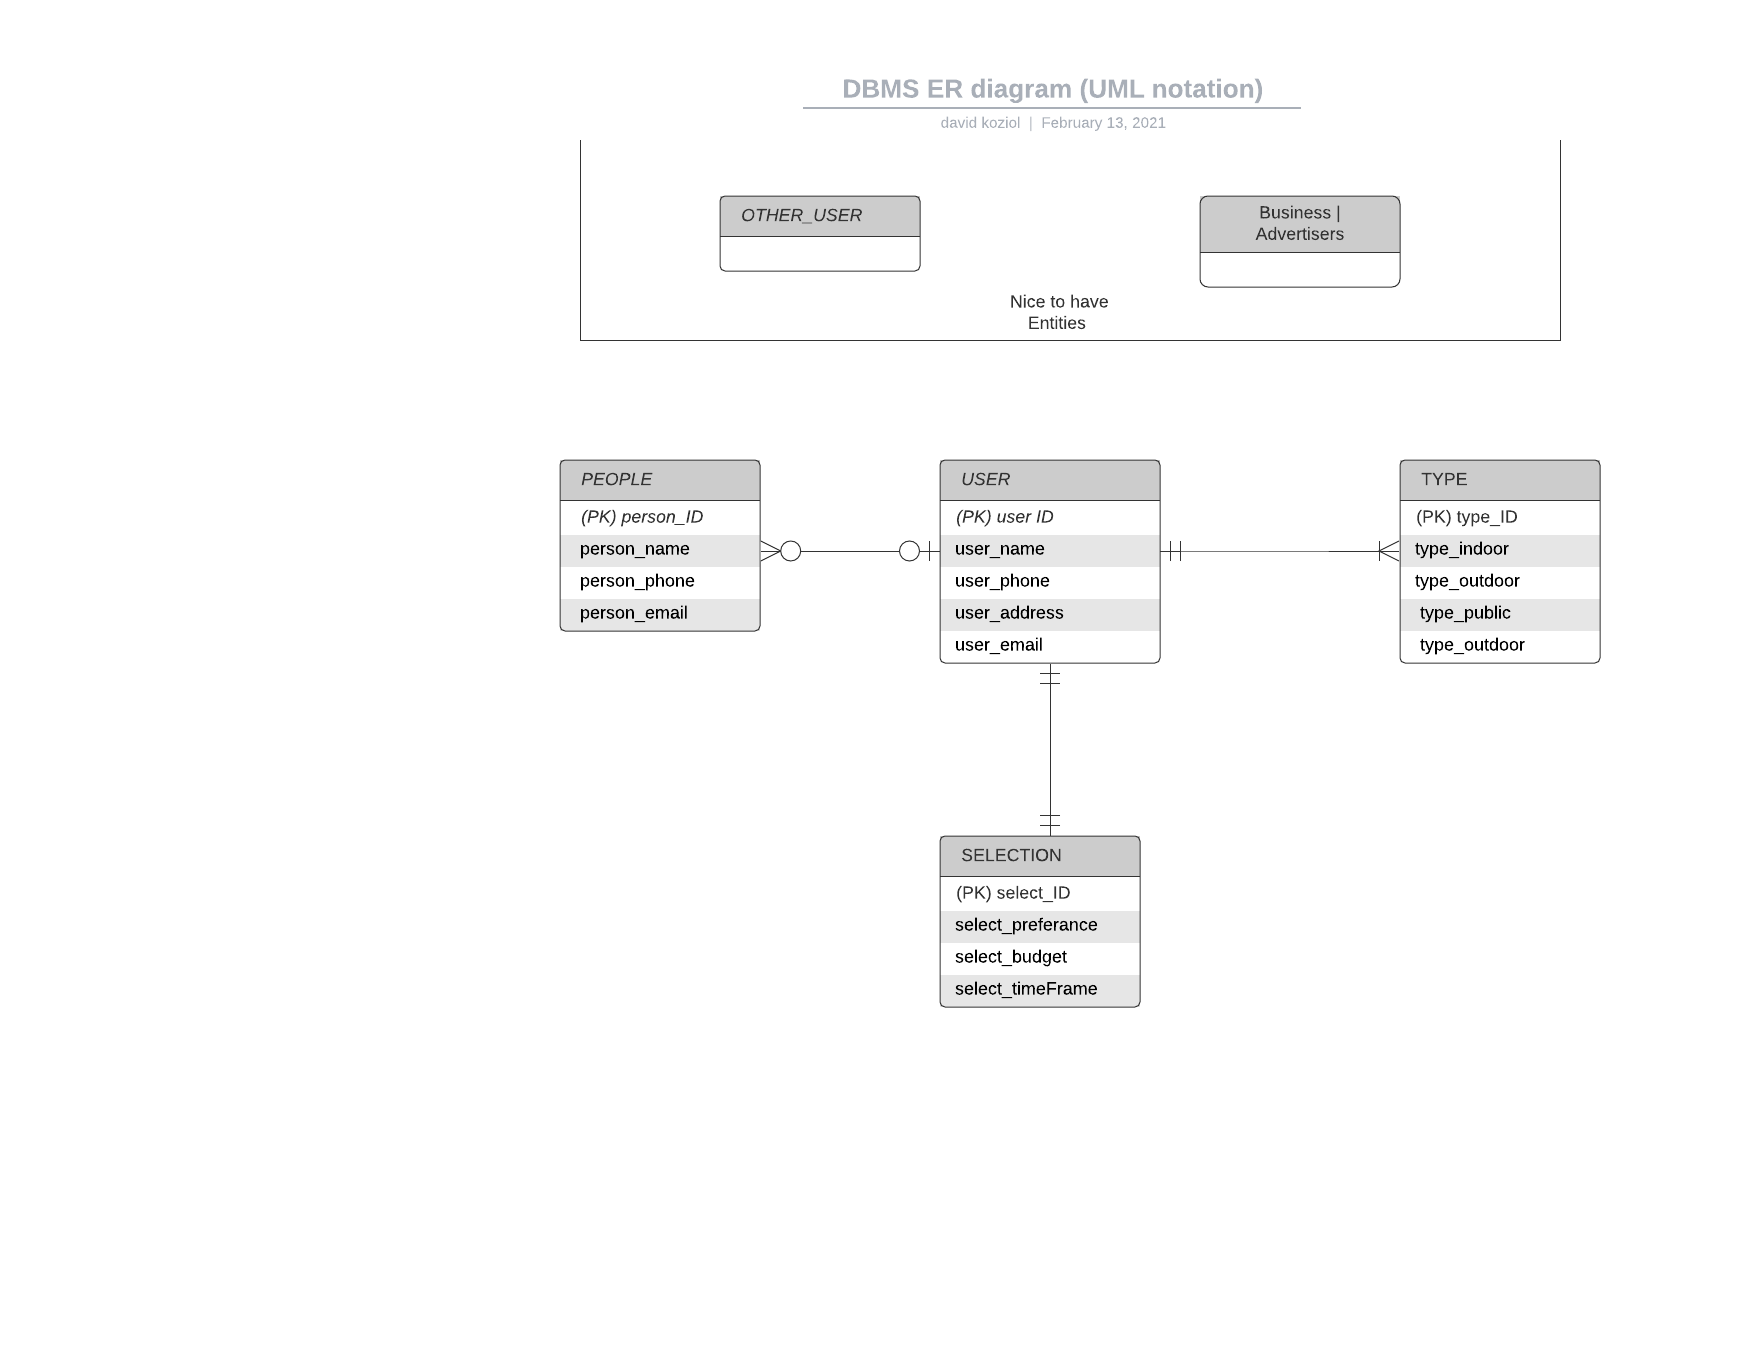 DBMS ER diagram (UML notation)
david koziol | February 13, 2021
OTHER_USER
Business |
Advertisers
Nice to have
Entities
PEOPLE
(PK) person_ID
person_name
person_phone
person_email
USER
(PK) user ID
user_name
user_phone
user_address
user_email
TYPE
(PK) type_ID
type_indoor
type_outdoor
type_public
type_outdoor
SELECTION
(PK) select_ID
select_preferance
select_budget
select_timeFrame